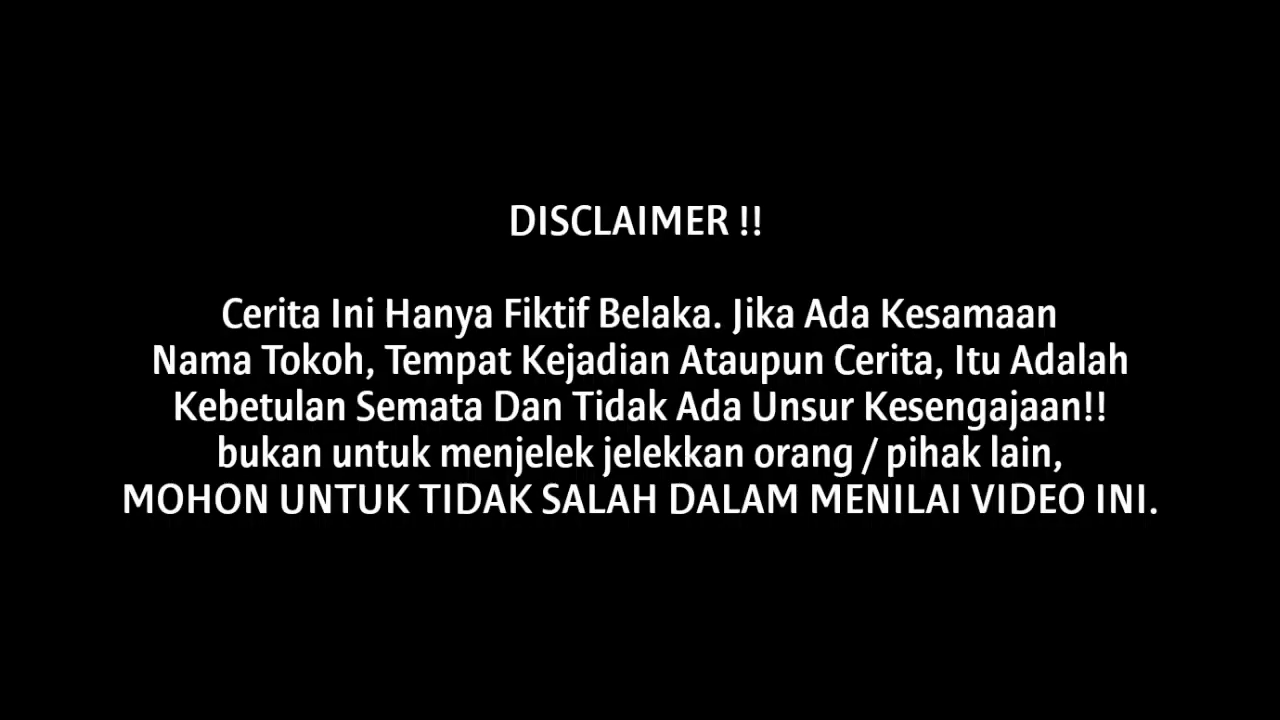 DISCLAIMER !!
Cerita Ini Hanya Fiktif Belaka. Jika Ada Kesamaan
Nama Tokoh, Tempat Kejadian Ataupun Cerita, Itu Adalah
Kebetulan Semata Dan Tidak Ada Unsur Kesengajaan!!
bukan untuk menjelek jelekkan orang / pihak lain,
MOHON UNTUK TIDAK SALAH DALAM MENILAI VIDEO INI.